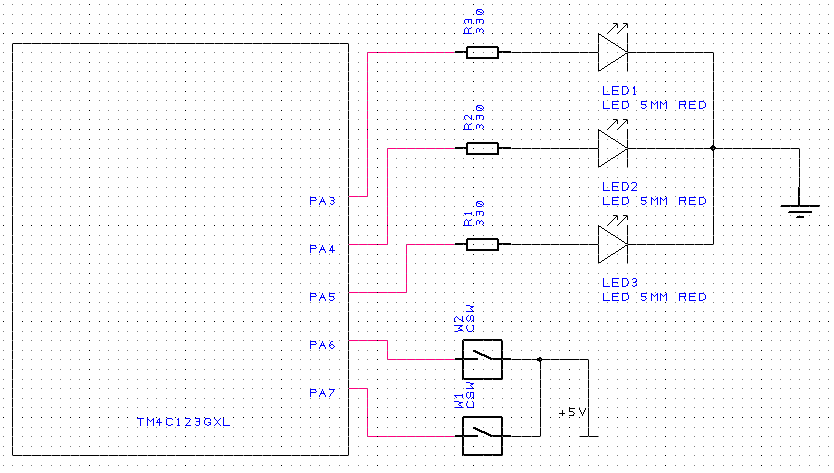 R3
330
LED1
LED 5MM RED
R2
330
LED2
LED 5MM RED
PA3
R1
330
PA4
LED3
LED 5MM RED
PA5
W2
CSW
PA6
W1
CSW
PA7
+5V
TM4C123GXL